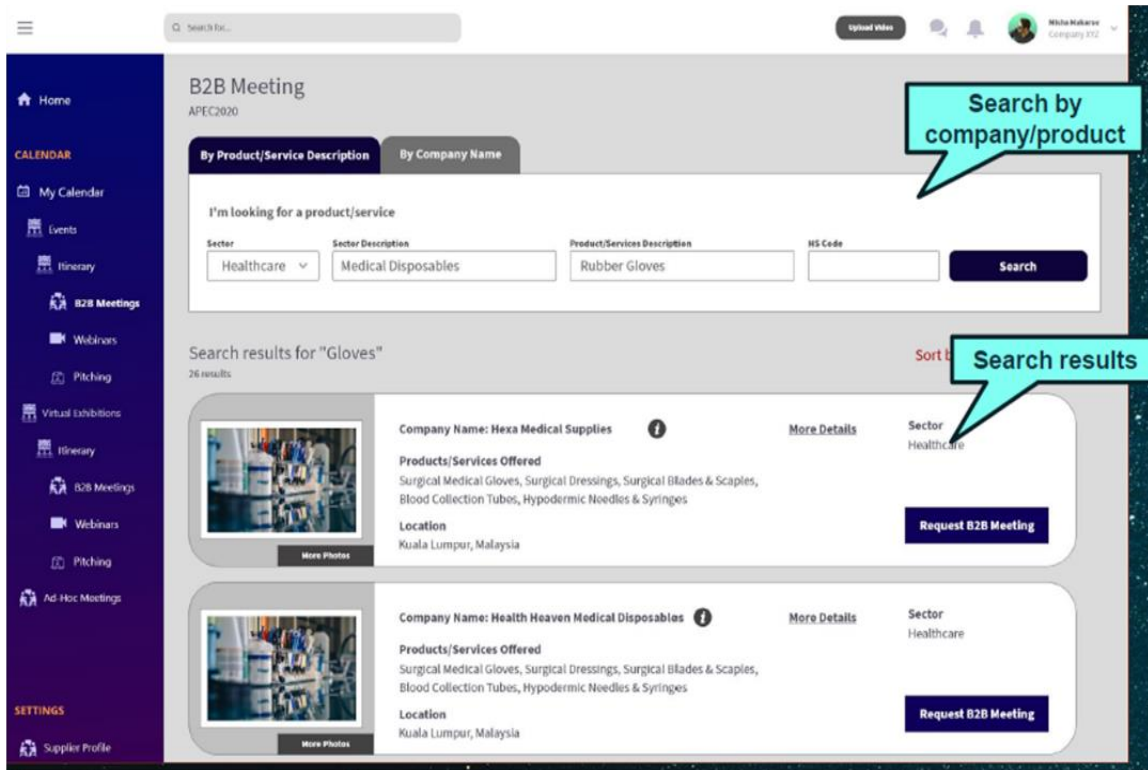 Search for...
Upload Video
Misha Makarov
Company XYZ
Home
CALENDAR
My Calendar
Events
Itinerary
B2B Meetings
Webinars
Pitching
Virtual Exhibitions
Itinerary
B2B Meetings
Webinars
Pitching
Ad-Hoc Meetings
SETTINGS
Supplier Profile
B2B Meeting
APEC2020
Search by
company/product
By Product/Service Description
By Company Name
I'm looking for a product/service
Sector
Sector Description
Product/Services Description
HS Code
Healthcare
Medical Disposables
Rubber Gloves
Search
Search results for "Gloves"
26 results
Sort
Search results
Company Name: Hexa Medical Supplies
More Details
Sector
Healthcare
Products/Services Offered
Surgical Medical Gloves, Surgical Dressings, Surgical Blades & Scaples,
Blood Collection Tubes, Hypodermic Needles & Syringes
Location
Kuala Lumpur, Malaysia
More Photos
Request B2B Meeting
Company Name: Health Heaven Medical Disposables
More Details
Sector
Healthcare
Products/Services Offered
Surgical Medical Gloves, Surgical Dressings, Surgical Blades & Scaples,
Blood Collection Tubes, Hypodermic Needles & Syringes
Location
Kuala Lumpur, Malaysia
More Photos
Request B2B Meeting